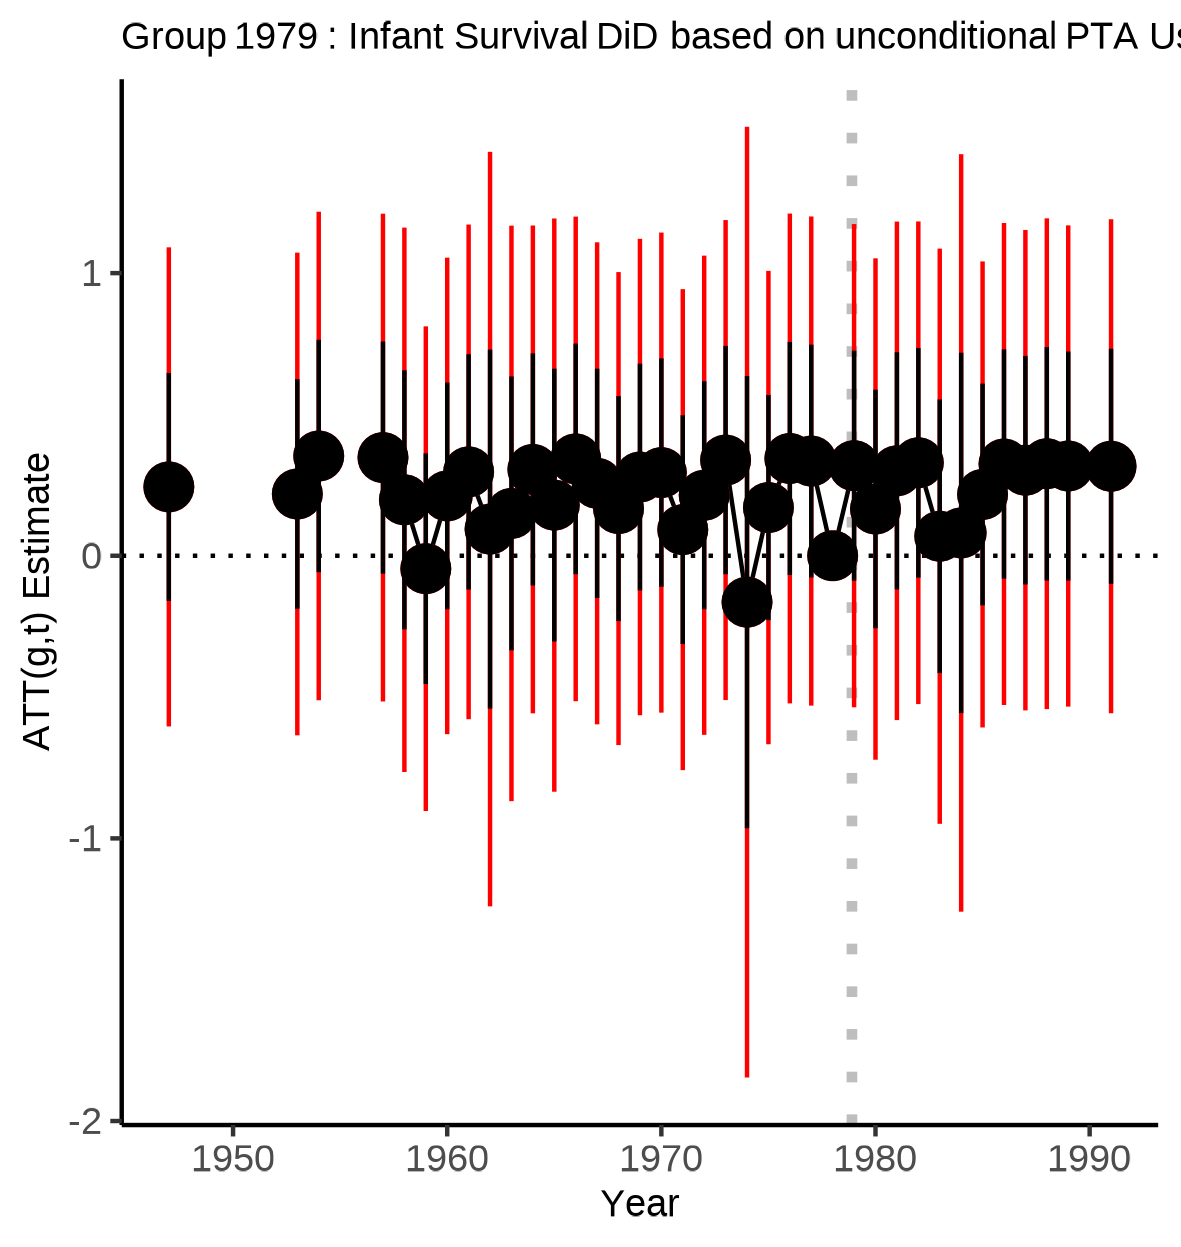 Group 1979 : Infant Survival DiD based on unconditional PTA
ATT(g,t) Estimate
1
0
-1
-2
1950 1960 1970 1980 1990
Year